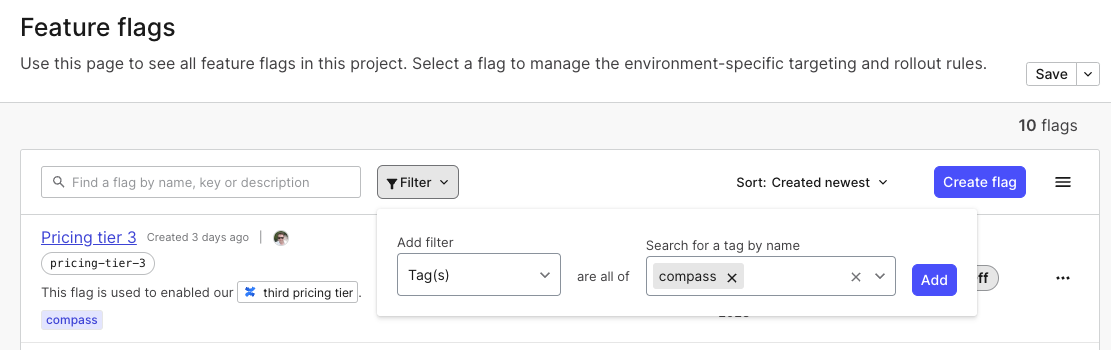 Feature flags
Use this page to see all feature flags in this project. Select a flag to manage the environment-specific targeting and rollout rules.
Save
10 flags
Find a flag by name, key or description
Filter
Sort: Created newest
Create flag
Pricing tier 3 Created 3 days ago |
pricing-tier-3
This flag is used to enabled our third pricing tier .
compass
Add filter
Tag(s)
are all of
Search for a tag by name
compass
Add
ff